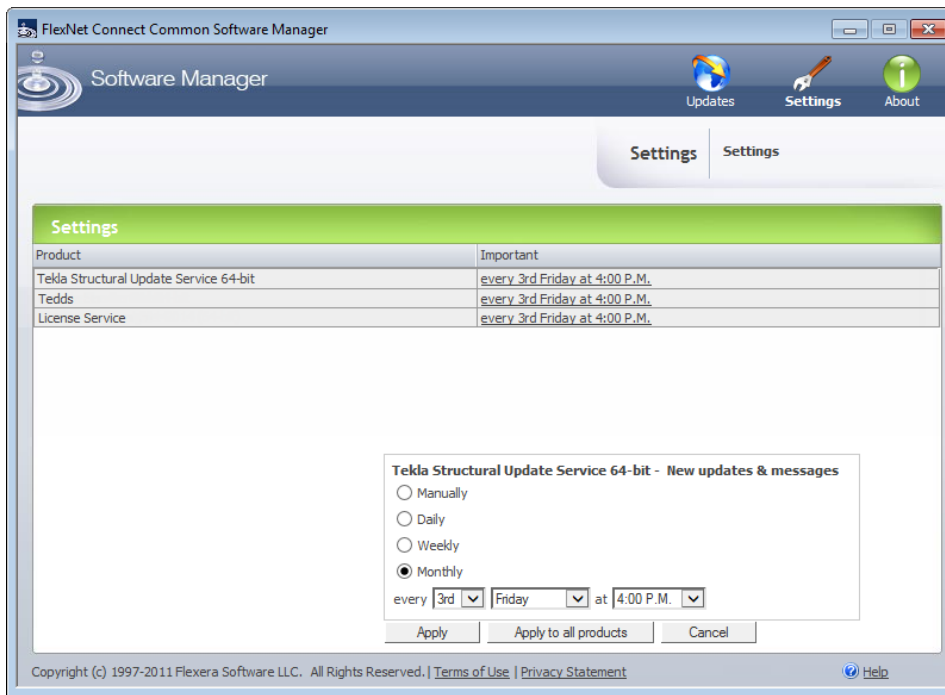 FlexNet Connect Common Software Manager
Software Manager
Updates
Settings
About
Settings
Settings
Settings
Product Important
Tekla Structural Update Service 64-bit every 3rd Friday at 4:00 P.M.
Tedds every 3rd Friday at 4:00 P.M.
License Service every 3rd Friday at 4:00 P.M.
Tekla Structural Update Service 64-bit - New updates & messages
Manually
Daily
Weekly
Monthly
every 3rd Friday at 4:00 P.M.
Apply Apply to all products Cancel
Copyright (c) 1997-2011 Flexera Software LLC. All Rights Reserved. | Terms of Use | Privacy Statement Help